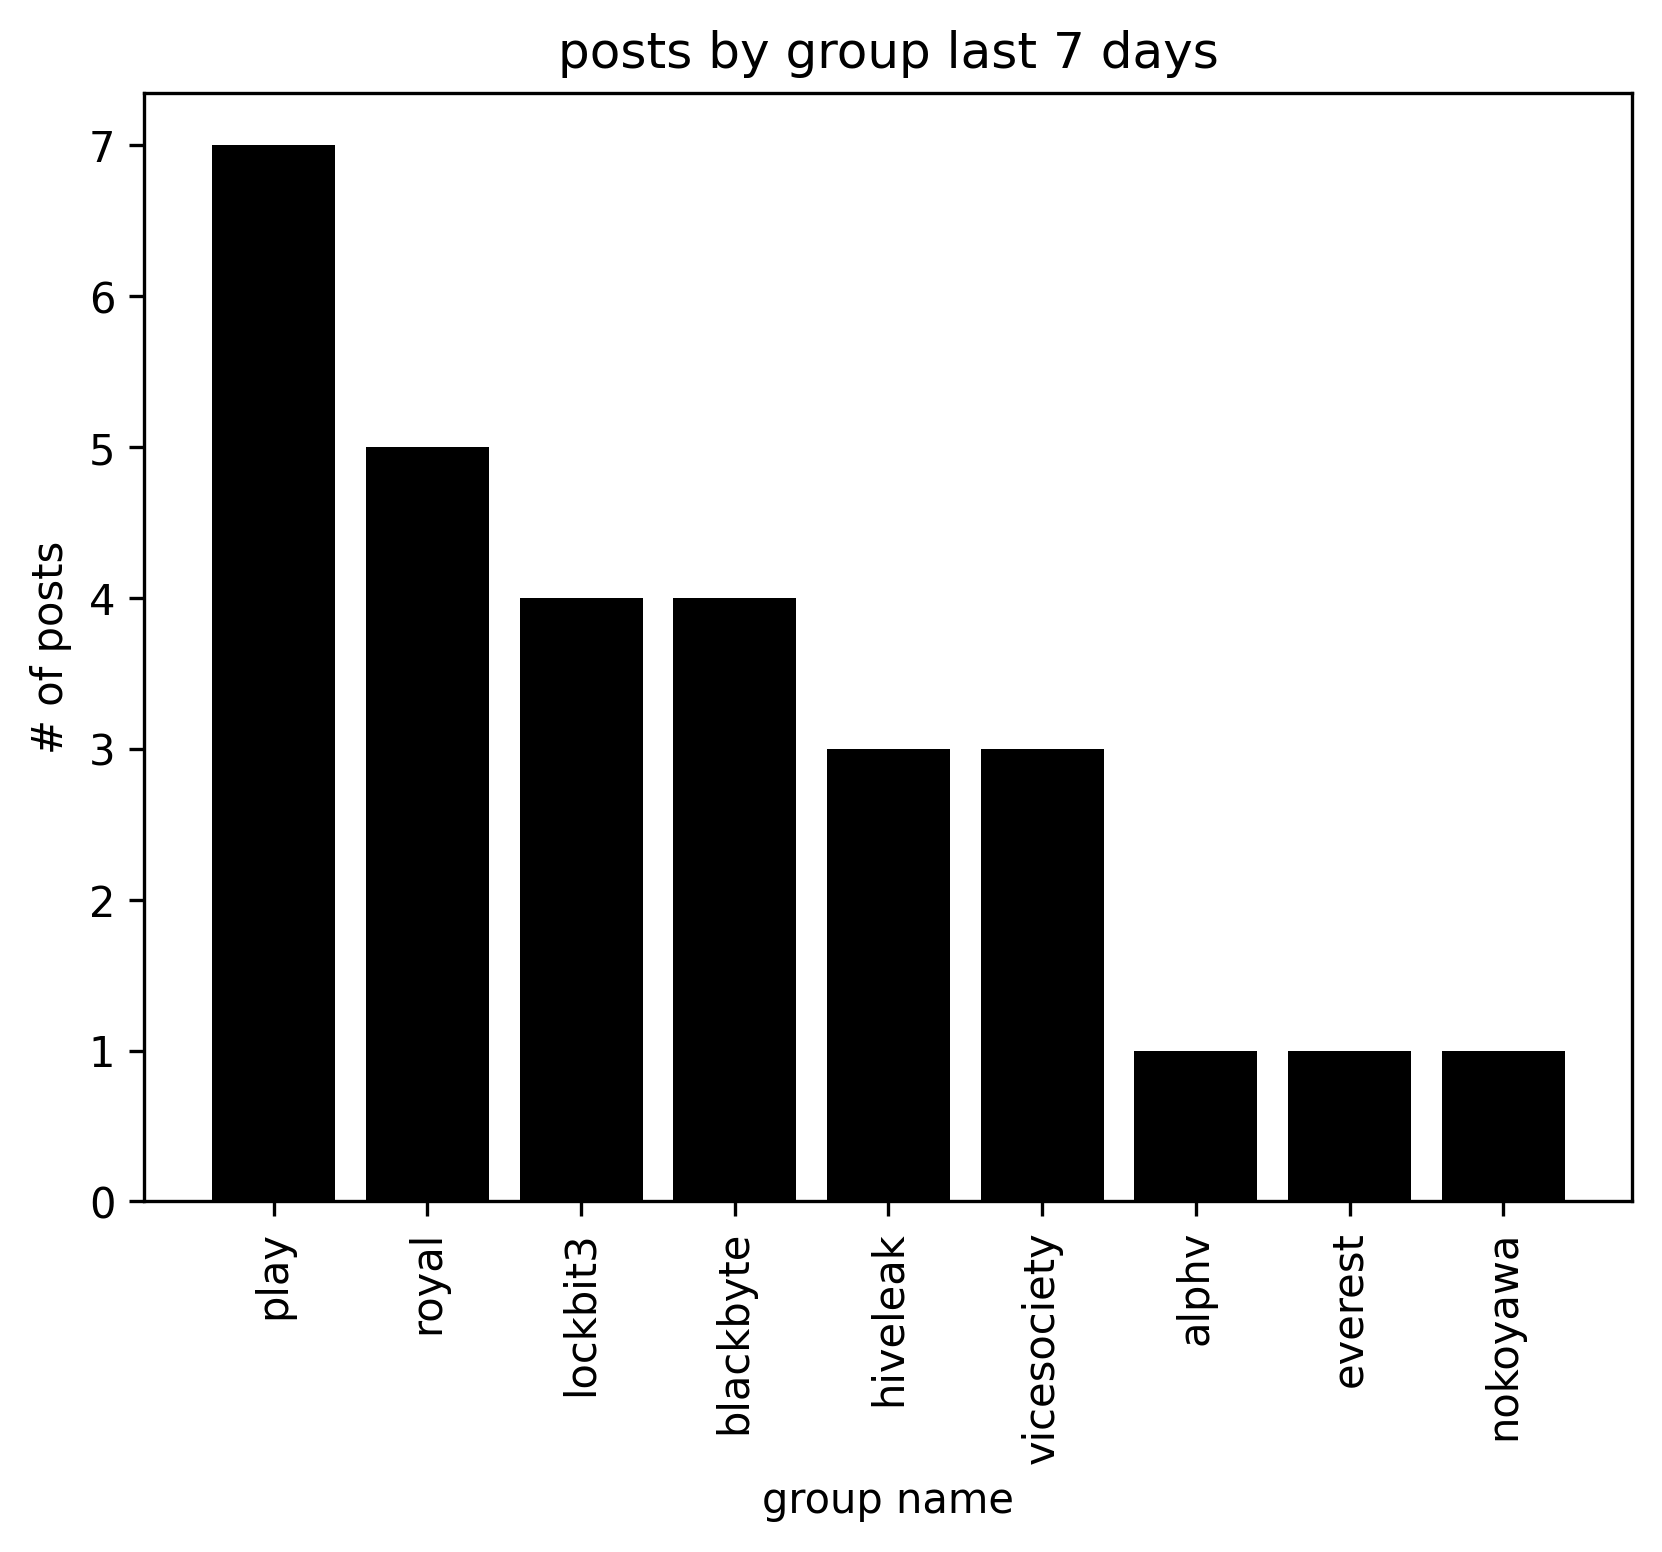 posts by group last 7 days
# of posts
7
6
5
4
3
2
1
0
play
royal
lockbit3
blackbyte
hiveleak
vicesociety
alphv
everest
nokoyawa
group name